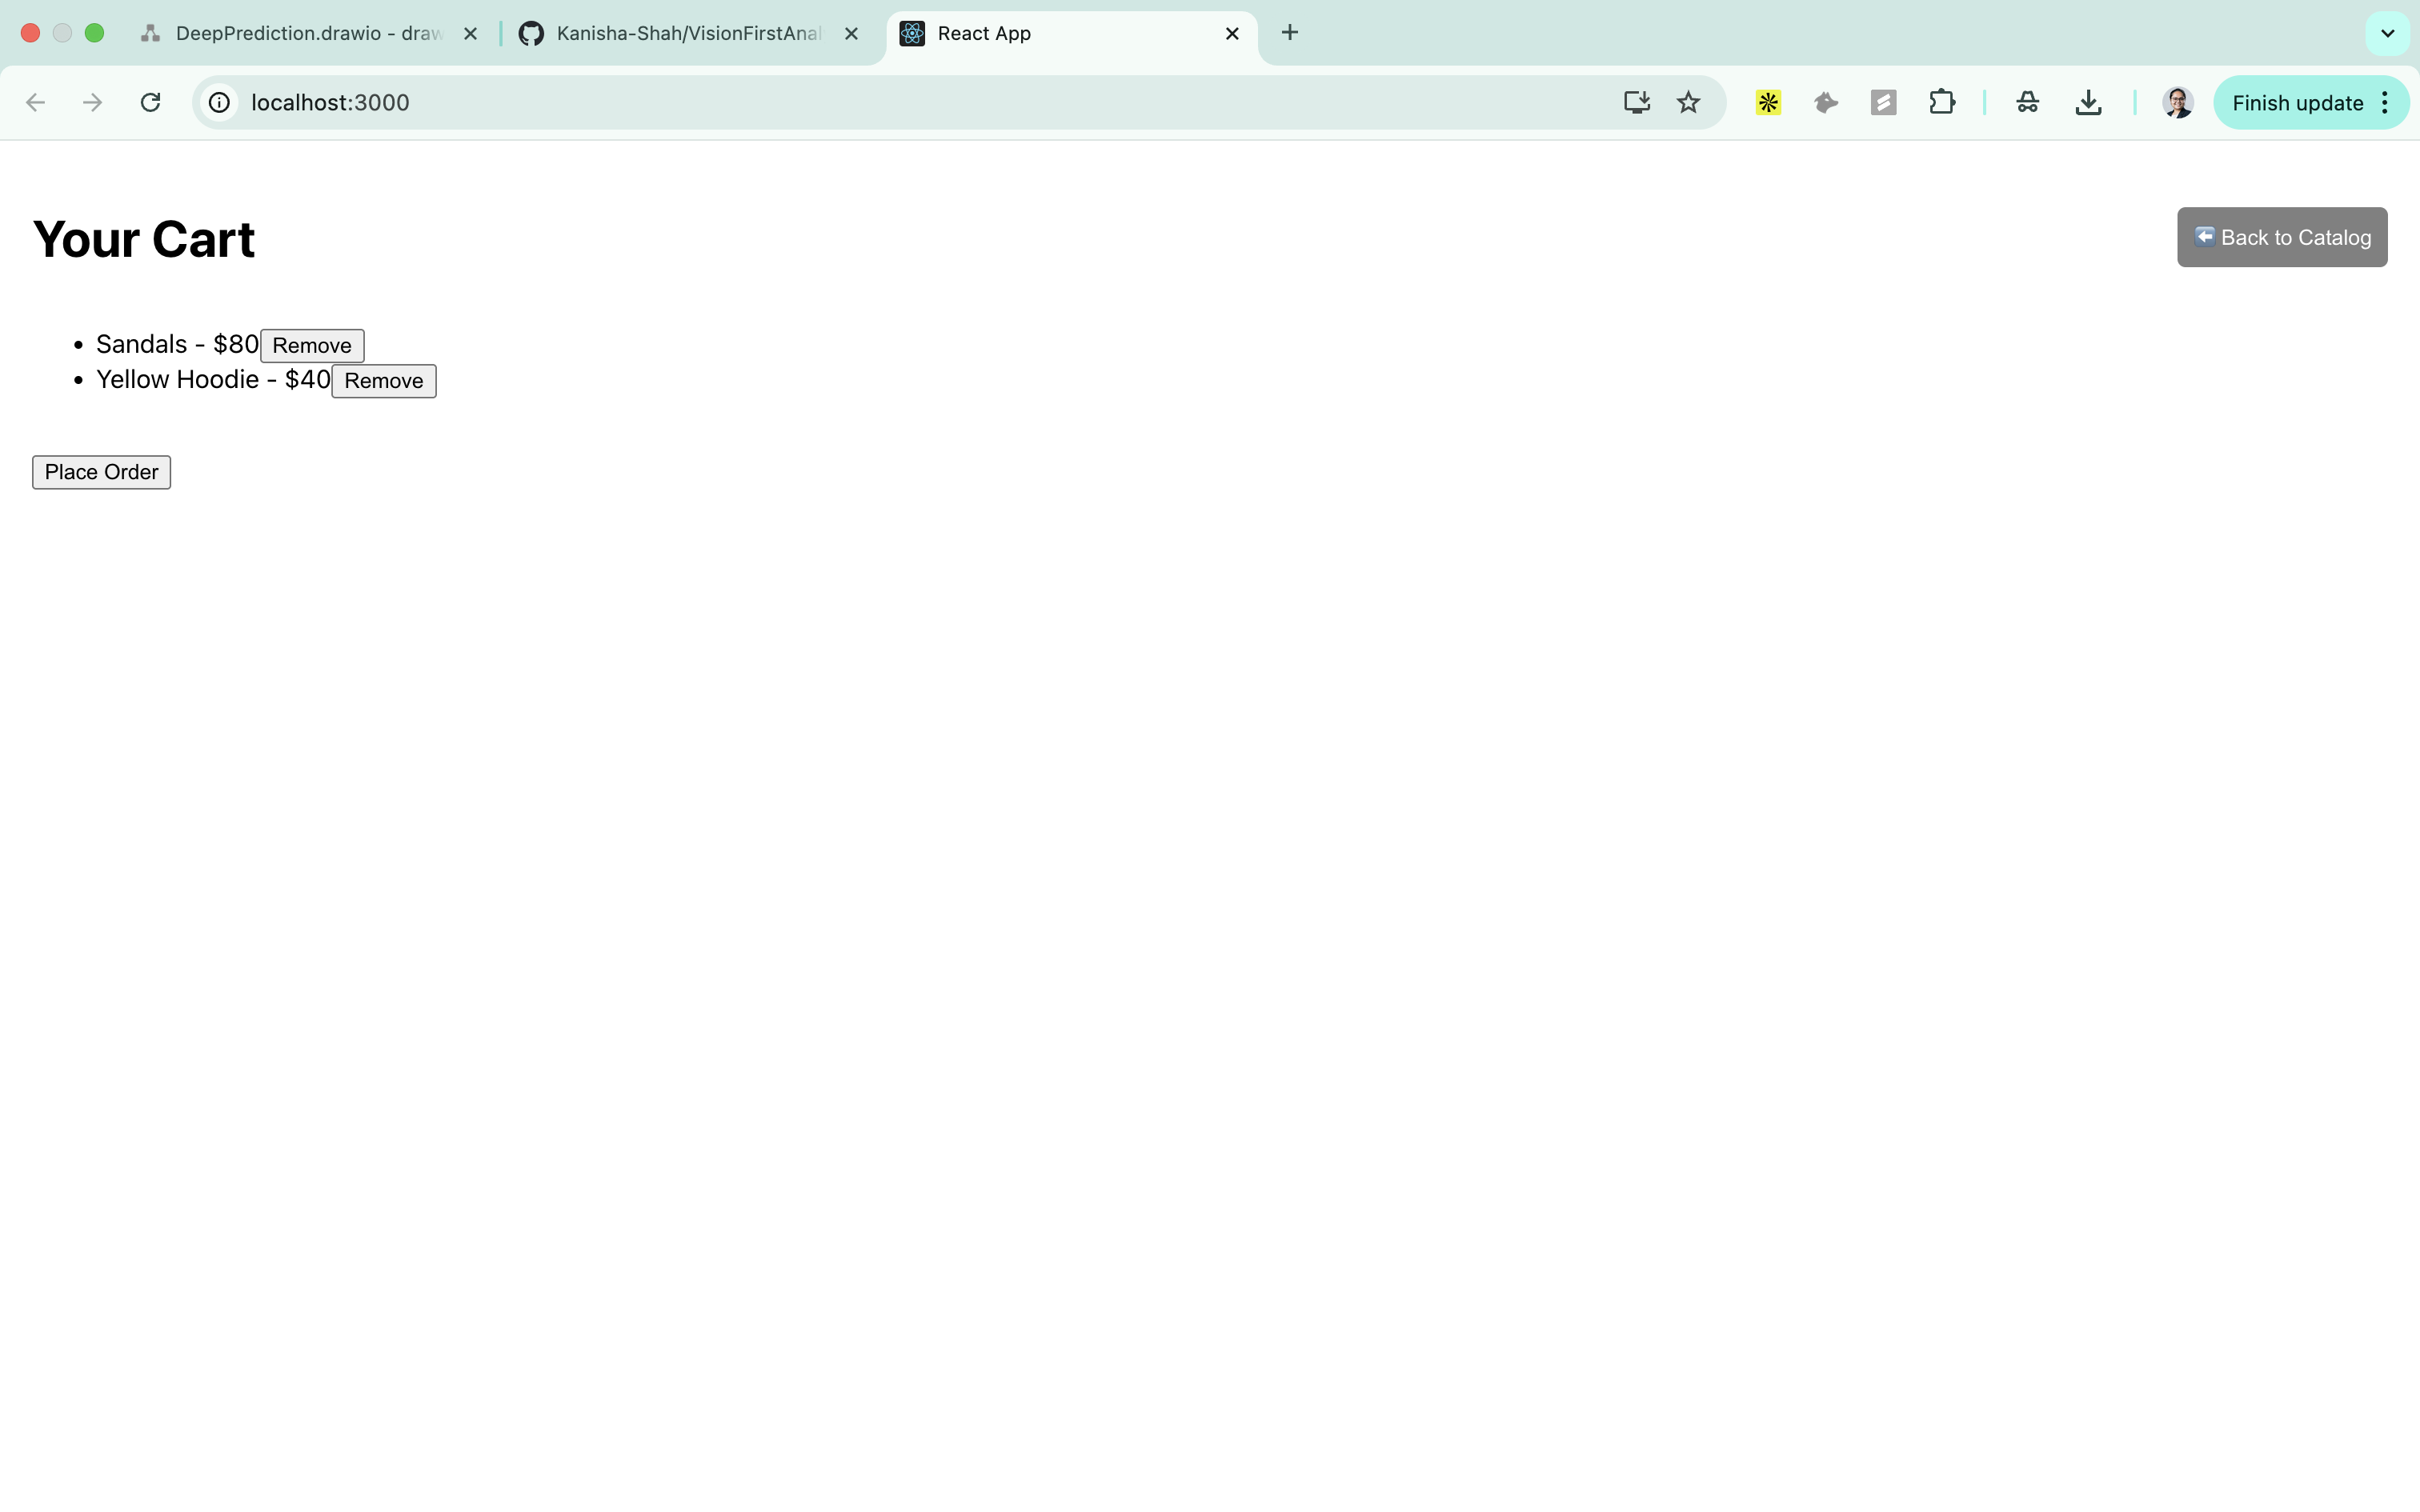 DeepPrediction.drawio - draw
Kanisha-Shah/VisionFirstAnal
React App
localhost:3000
Finish update
Your Cart
⬅️ Back to Catalog
• Sandals - $80 Remove
• Yellow Hoodie - $40 Remove
Place Order